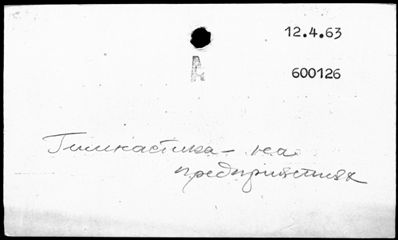 12.4.63
А
600126
Гимнастика - на
предприятиях